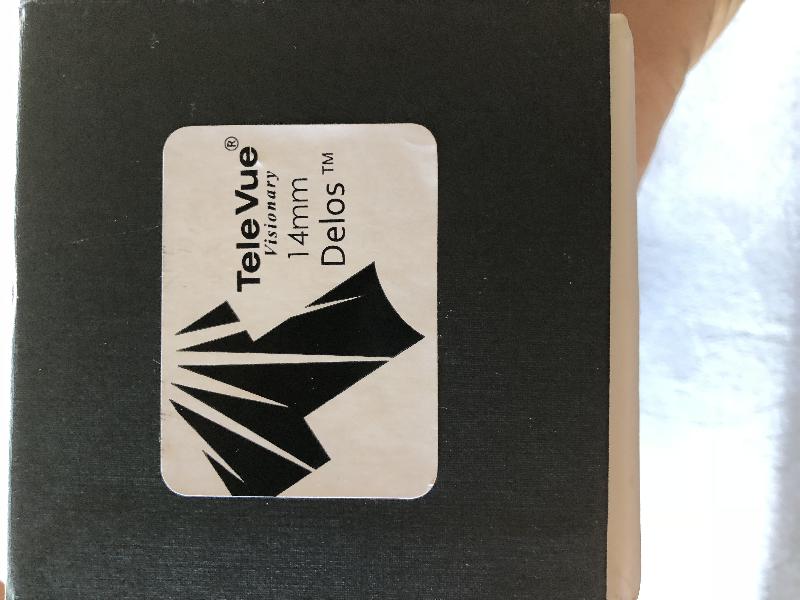 TeleVue®
Visionary
14mm
Delos™